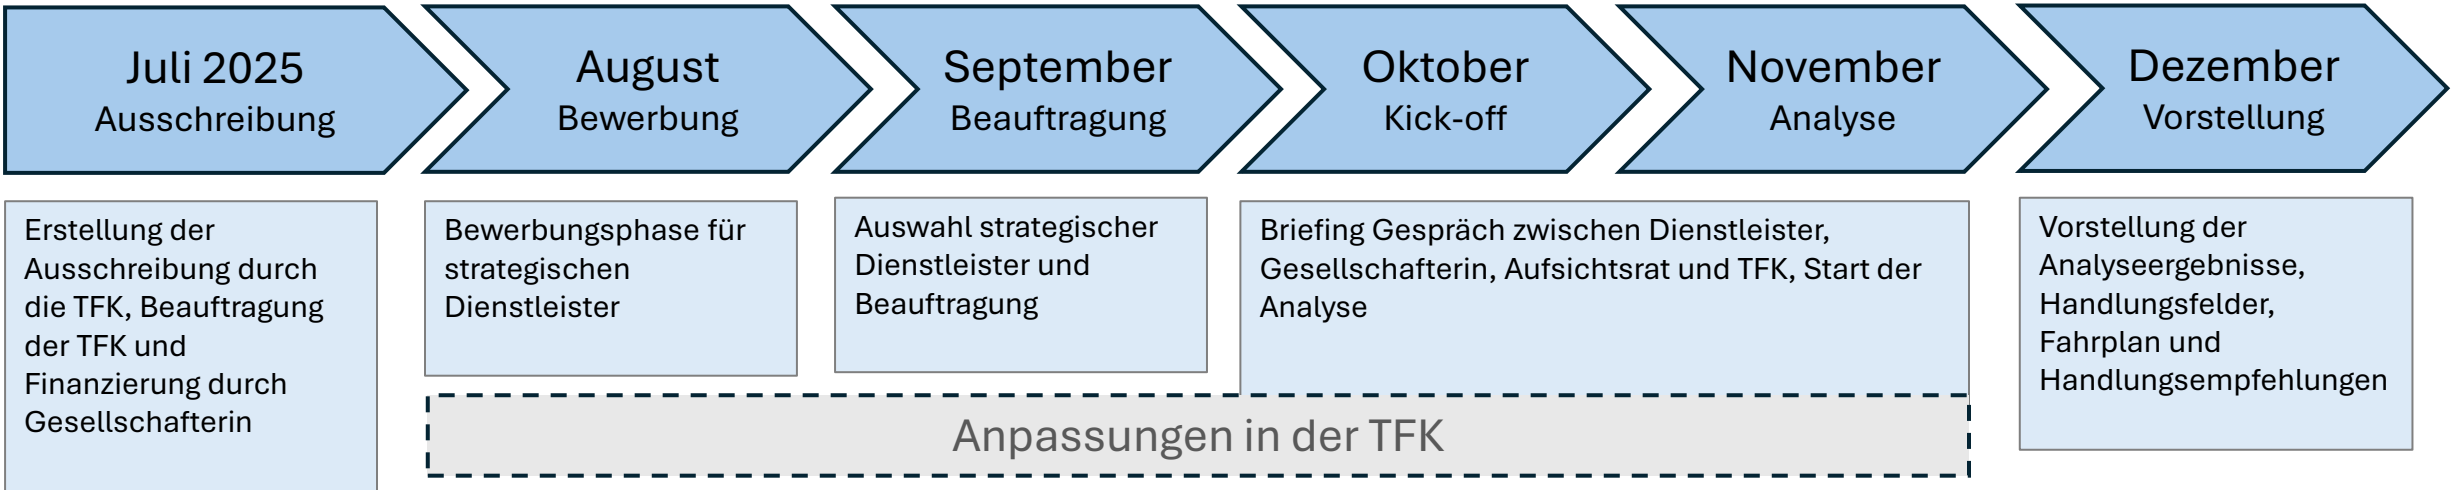 Juli 2025
Ausschreibung
August
Bewerbung
September
Beauftragung
Oktober
Kick-off
November
Analyse
Dezember
Vorstellung
Erstellung der
Ausschreibung durch
die TFK, Beauftragung
der TFK und
Finanzierung durch
Gesellschafterin
Bewerbungsphase für
strategischen
Dienstleister
Auswahl strategischer
Dienstleister und
Beauftragung
Briefing Gespräch zwischen Dienstleister,
Gesellschafterin, Aufsichtsrat und TFK, Start der
Analyse
Vorstellung der
Analyseergebnisse,
Handlungsfelder,
Fahrplan und
Handlungsempfehlungen
Anpassungen in der TFK